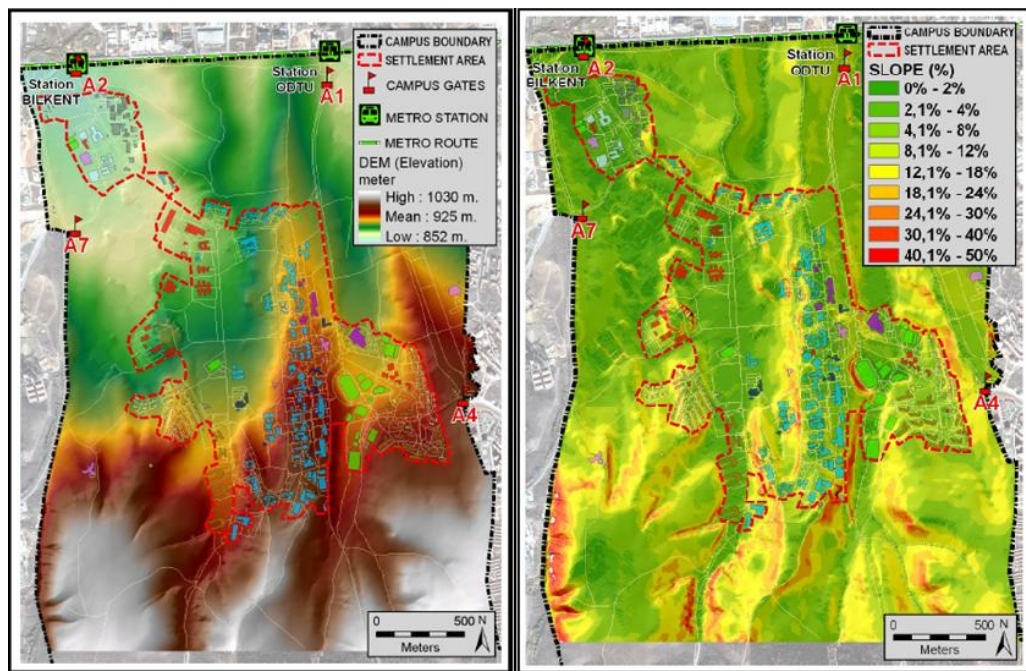 CAMPUS BOUNDARY
SETTLEMENT AREA
CAMPUS GATES
METRO STATION
METRO ROUTE
DEM (Elevation)
meter
High : 1030 m.
Mean : 925 m.
Low : 852 m.
A2
Station
BILKENT
Station
ODTU
A1
A7
A4
0 500
Meters
N
CAMPUS BOUNDARY
SETTLEMENT AREA
SLOPE (%)
0% - 2%
2,1% - 4%
4,1% - 8%
8,1% - 12%
12,1% - 18%
18,1% - 24%
24,1% - 30%
30,1% - 40%
40,1% - 50%
A2
Station
BILKENT
Station
ODTU
A1
A7
A4
0 500
Meters
N